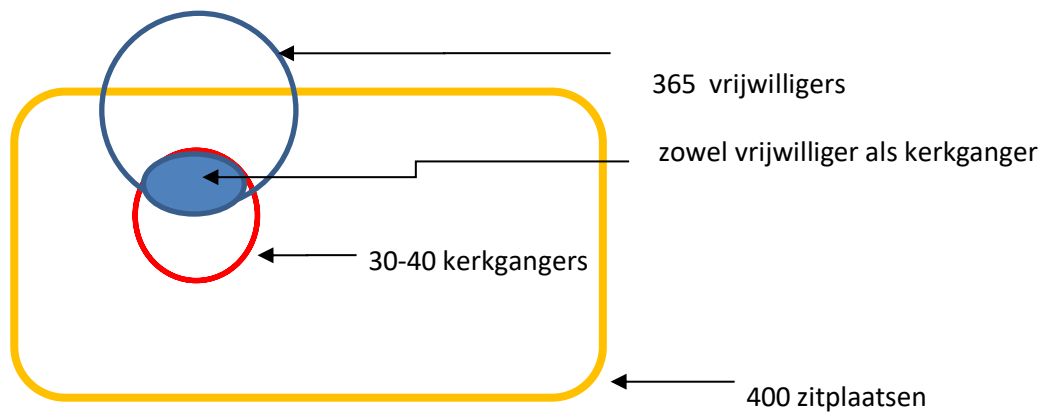 365 vrijwilligers
zowel vrijwilliger als kerkganger
30-40 kerkgangers
400 zitplaatsen